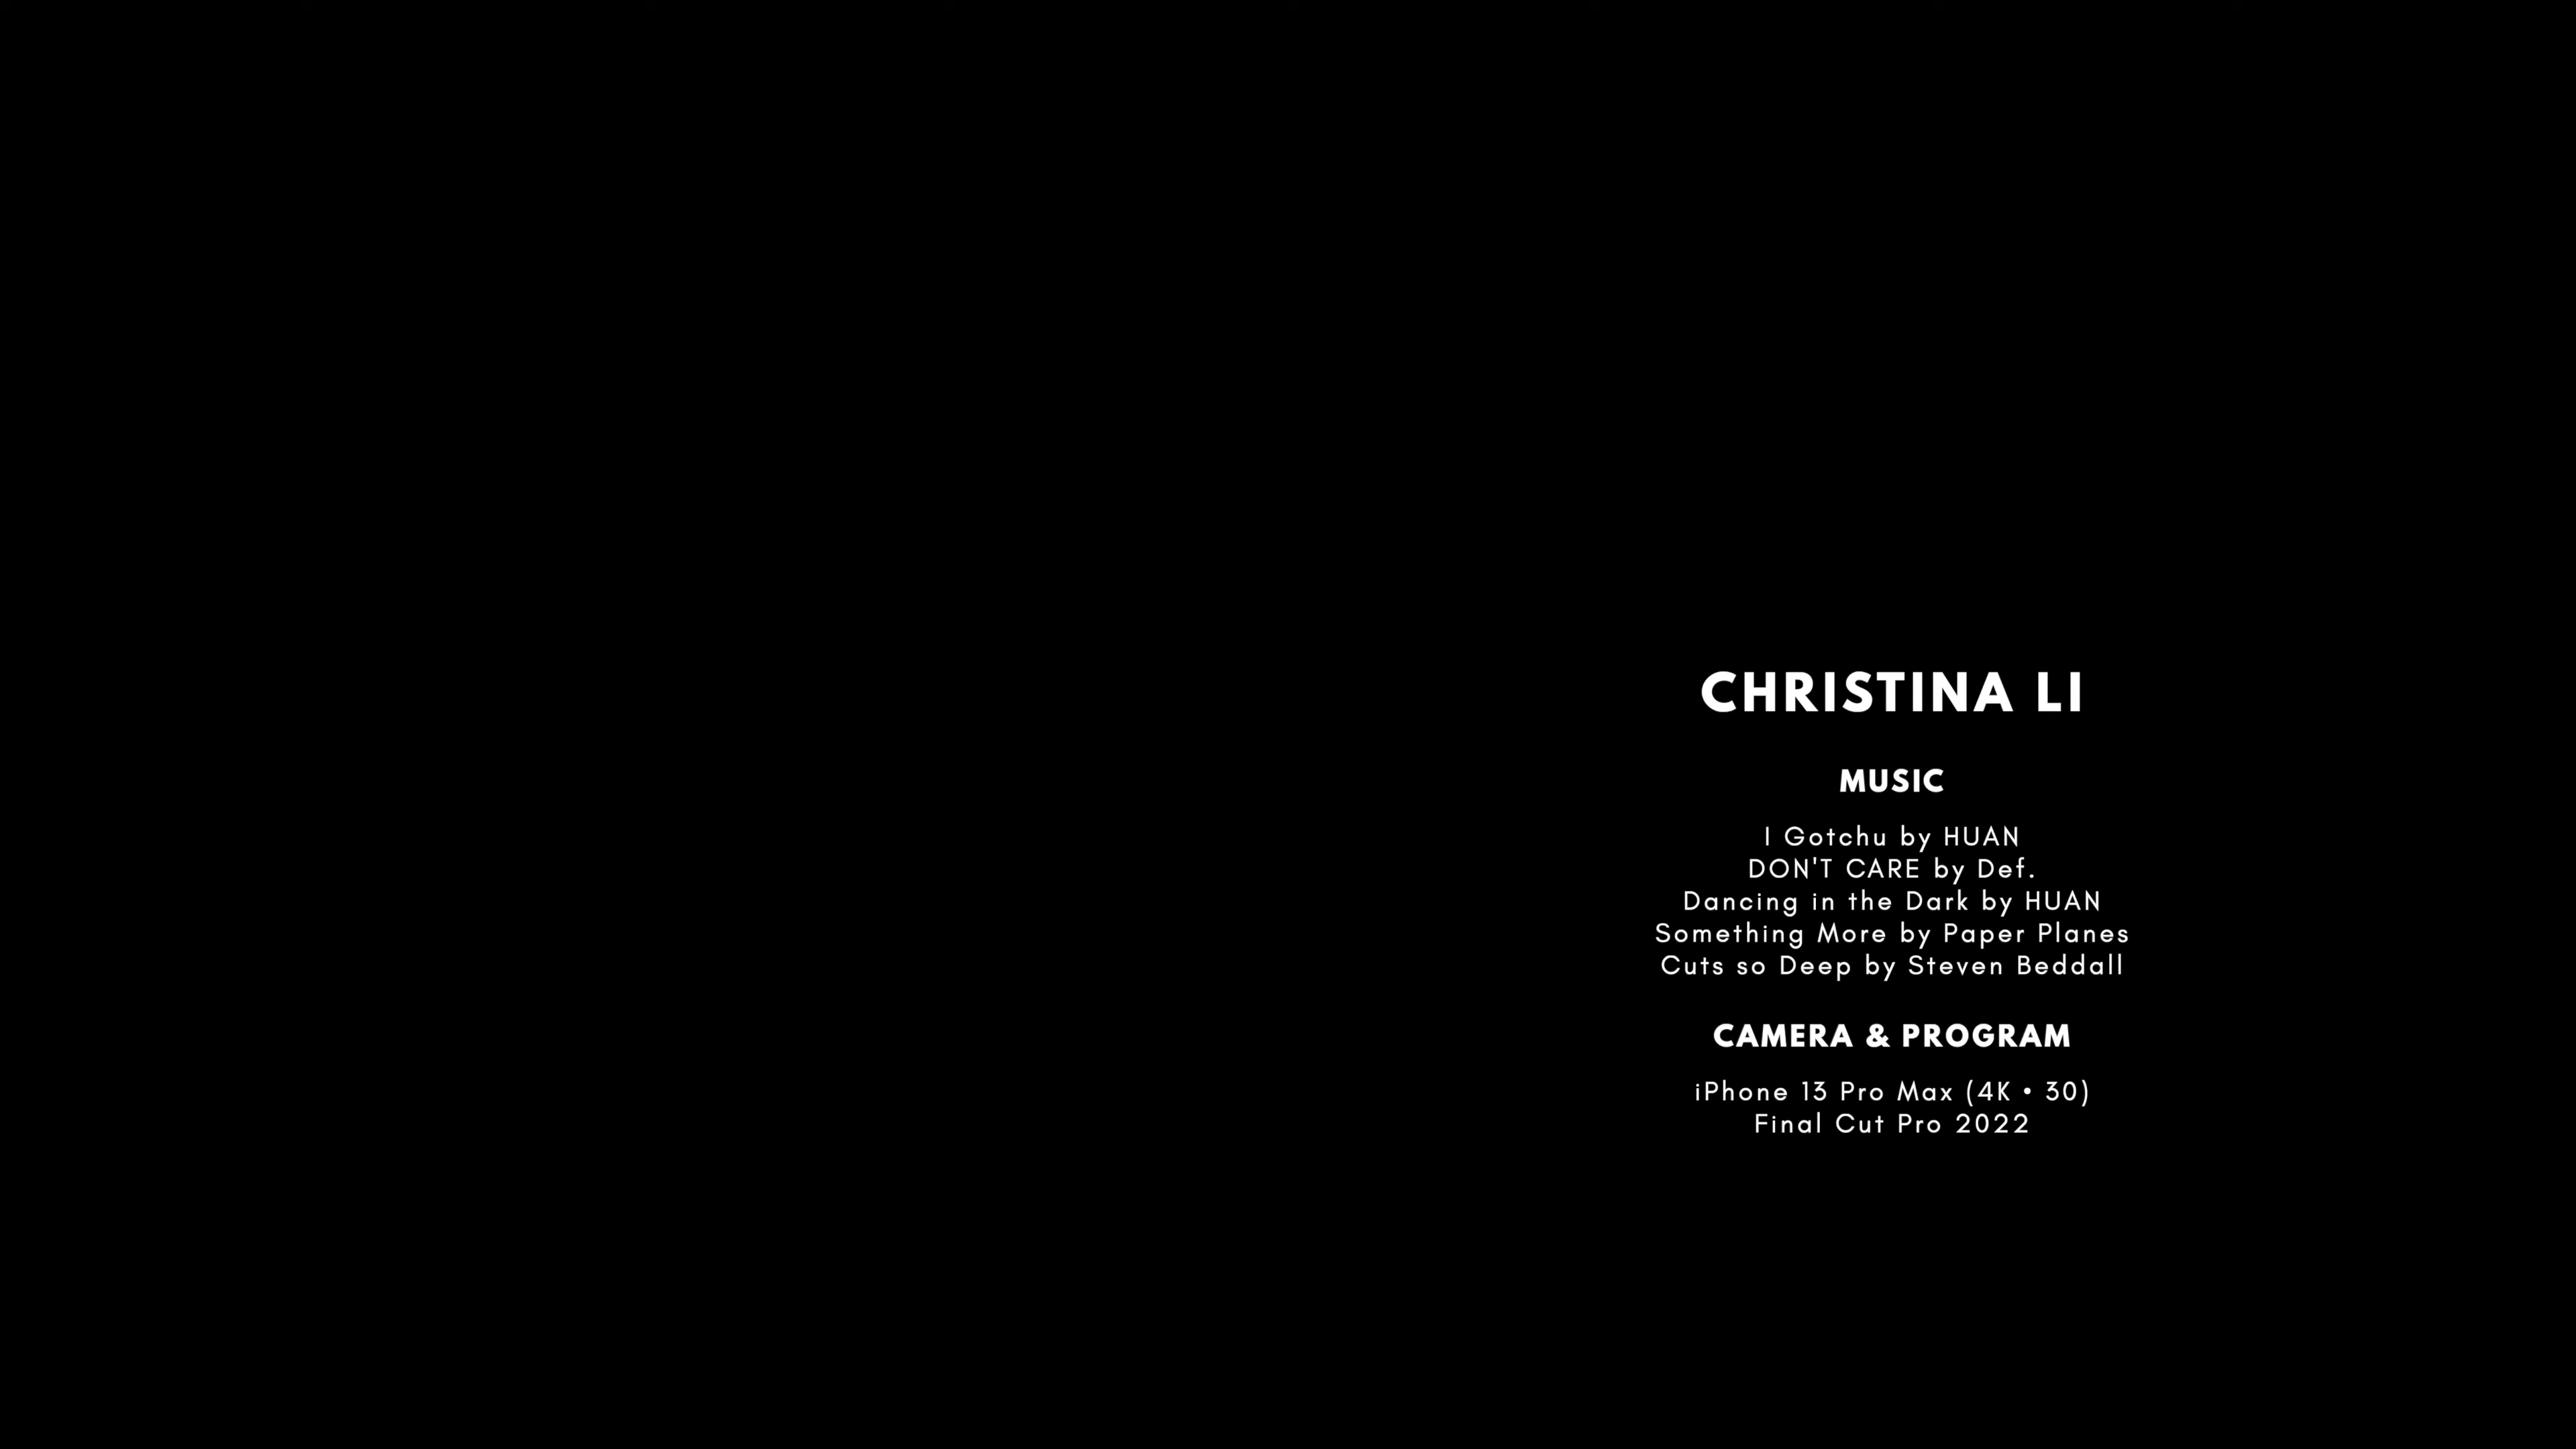 CHRISTINA LI
MUSIC
I Gotchu by HUAN
DON'T CARE by Def.
Dancing in the Dark by HUAN
Something More by Paper Planes
Cuts so Deep by Steven Beddall
CAMERA & PROGRAM
iPhone 13 Pro Max (4K • 30)
Final Cut Pro 2022